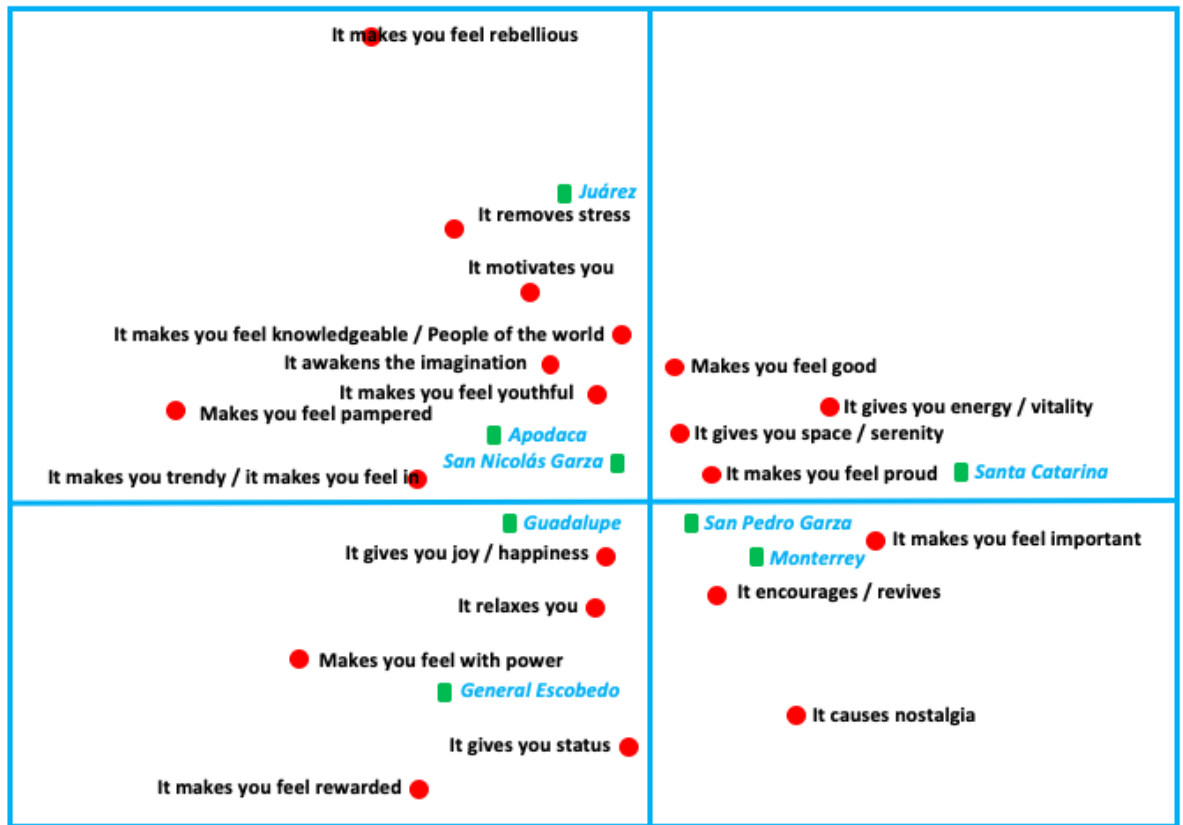 It makes you feel rebellious
Juárez
It removes stress
It motivates you
It makes you feel knowledgeable / People of the world
It awakens the imagination
Makes you feel good
It makes you feel youthful
It gives you energy / vitality
Makes you feel pampered
Apodaca
It gives you space / serenity
San Nicolás Garza
It makes you trendy / it makes you feel in
It makes you feel proud
Santa Catarina
Guadalupe
San Pedro Garza
It makes you feel important
It gives you joy / happiness
Monterrey
It encourages / revives
It relaxes you
Makes you feel with power
General Escobedo
It causes nostalgia
It gives you status
It makes you feel rewarded